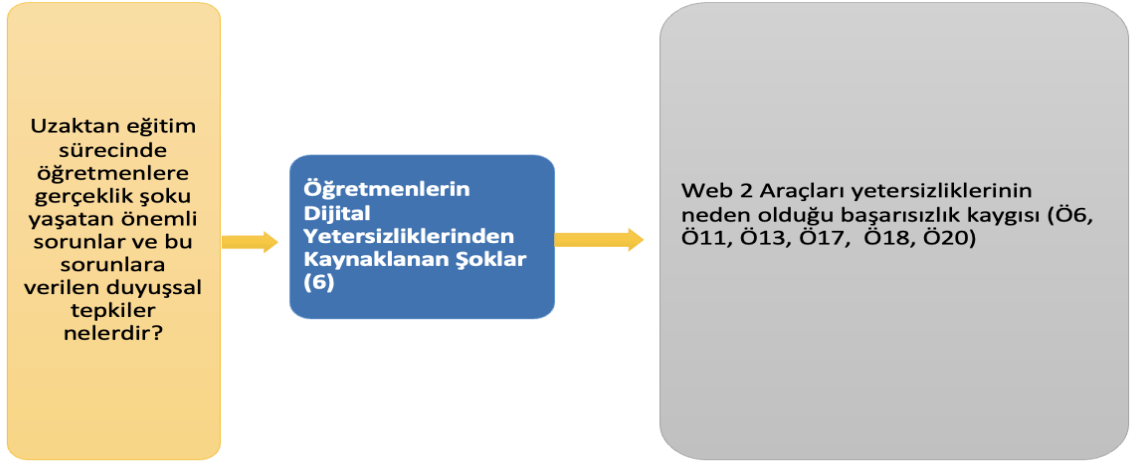 Uzaktan eğitim
sürecinde
öğretmenlere
gerçeklik şoku
yaşatan önemli
sorunlar ve bu
sorunlara
verilen duyuşsal
tepkiler
nelerdir?
Öğretmenlerin
Dijital
Yetersizliklerinden
Kaynaklanan Şoklar
(6)
Web 2 Araçları yetersizliklerinin
neden olduğu başarısızlık kaygısı (Ö6,
Ö11, Ö13, Ö17, Ö18, Ö20)